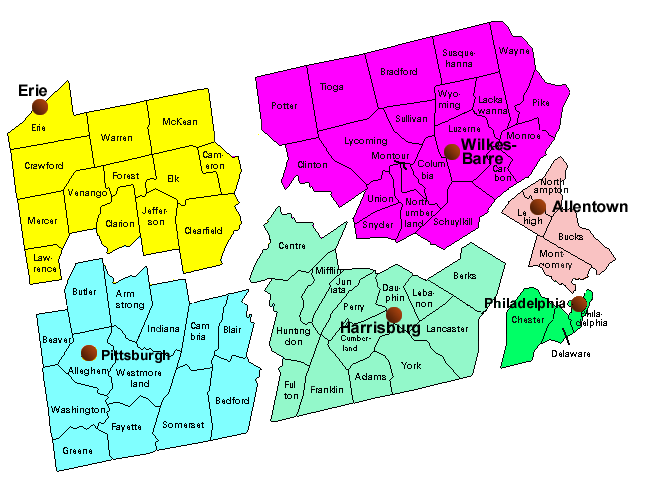 Erie
Erie
Crawford
Warren
McKean
Mercer
Venango
Forest
Elk
Cam-
eron
Clarion
Jeffer-
son
Clearfield
Law-
rence
Potter
Tioga
Bradford
Susque-
hanna
Wayne
Wyo-
ming
Lacka
wanna
Pike
Sullivan
Lycoming
Clinton
Montour
Colum
bia
Luzerne
Wilkes-
Barre
Monroe
Car-
bon
Union
Snyder
North
umber
land
Schuylkill
North
ampton
Le
high
Allentown
Bucks
Mont-
gomery
Butler
Arm
strong
Indiana
Cam
bria
Blair
Beaver
Pittsburgh
Allegheny
Westmore
land
Washington
Fayette
Somerset
Bedford
Greene
Centre
Mifflin
Jun
iata
Hunting
don
Perry
Dau-
phin
Leba-
non
Berks
Harrisburg
Cumber-
land
Lancaster
Ful
ton
Franklin
Adams
York
Philadelphia
Chester
Phila-
delphia
Delaware